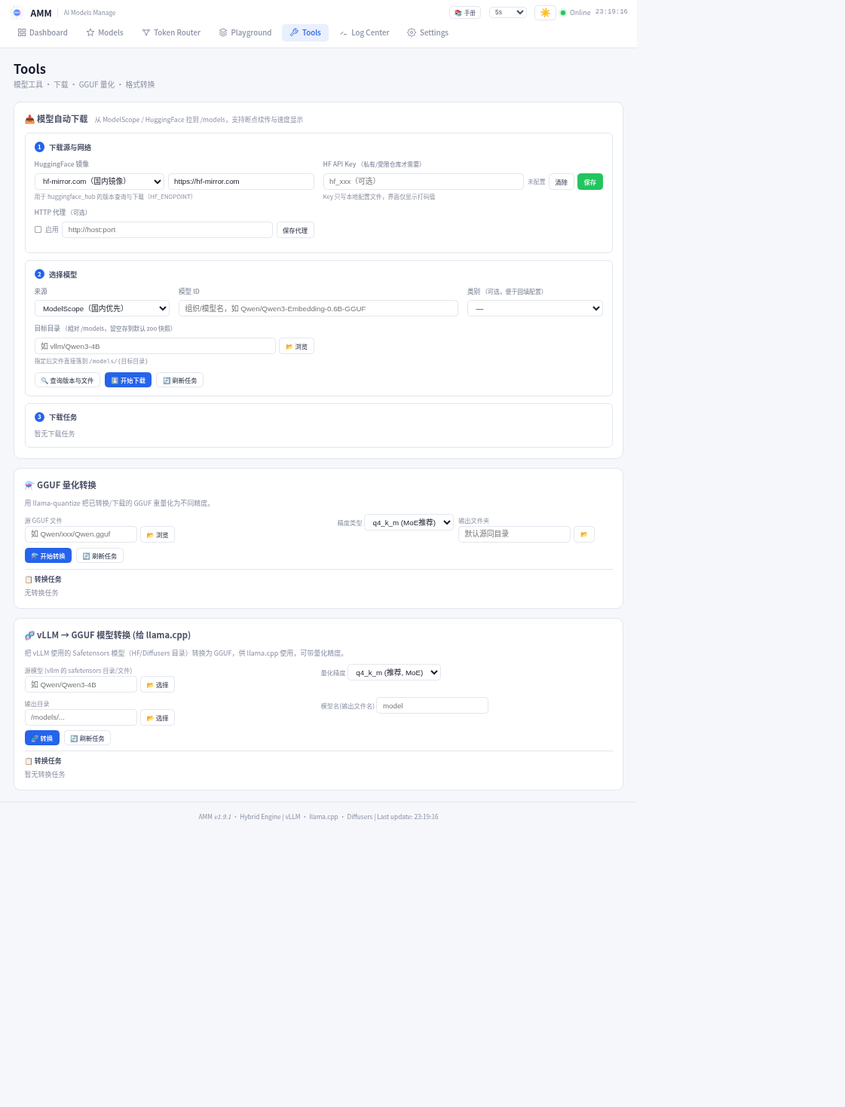 AMM AI Models Manage 📚 手册 5s ☀️ Online 23:19:16
Dashboard Models Token Router Playground Tools Log Center Settings
Tools
模型工具 • 下载 • GGUF 量化 • 格式转换
📥 模型自动下载 从 ModelScope / HuggingFace 拉到 /models，支持断点续传与速度显示
1 下载源与网络
HuggingFace 镜像 HF API Key （私有/受限仓库才需要）
hf-mirror.com（国内镜像） https://hf-mirror.com hf_xxx（可选） 未配置 清除 保存
用于 huggingface_hub 的版本查询与下载（HF_ENDPOINT） Key 只写本地配置文件，界面仅显示打码值
HTTP 代理 （可选）
启用 http://host:port 保存代理
2 选择模型
来源 模型 ID 类别 （可选，便于回填配置）
ModelScope（国内优先） 组织/模型名，如 Qwen/Qwen3-Embedding-0.6B-GGUF —
目标目录 （相对 /models，留空存到默认 zoo 快照）
如 vllm/Qwen3-4B 📂 浏览
指定后文件直接落到 /models/{目标目录}
🔍 查询版本与文件 ⬇️ 开始下载 🔄 刷新任务
3 下载任务
暂无下载任务
⚗️ GGUF 量化转换
用 llama-quantize 把已转换/下载的 GGUF 重量化为不同精度。
源 GGUF 文件 精度类型 q4_k_m (MoE推荐) 输出文件夹
如 Qwen/xxx/Qwen.gguf 📂 浏览 默认源同目录 📂
⚗️ 开始转换 🔄 刷新任务
📋 转换任务
无转换任务
🔗 vLLM → GGUF 模型转换 (给 llama.cpp)
把 vLLM 使用的 Safetensors 模型（HF/Diffusers 目录）转换为 GGUF，供 llama.cpp 使用，可带量化精度。
源模型 (vllm 的 safetensors 目录/文件) 量化精度 q4_k_m (推荐, MoE)
如 Qwen/Qwen3-4B 📂 选择
输出目录 模型名(输出文件名) model
/models/... 📂 选择
🔗 转换 🔄 刷新任务
📋 转换任务
暂无转换任务
AMM v1.9.1 • Hybrid Engine | vLLM • llama.cpp • Diffusers | Last update: 23:19:16